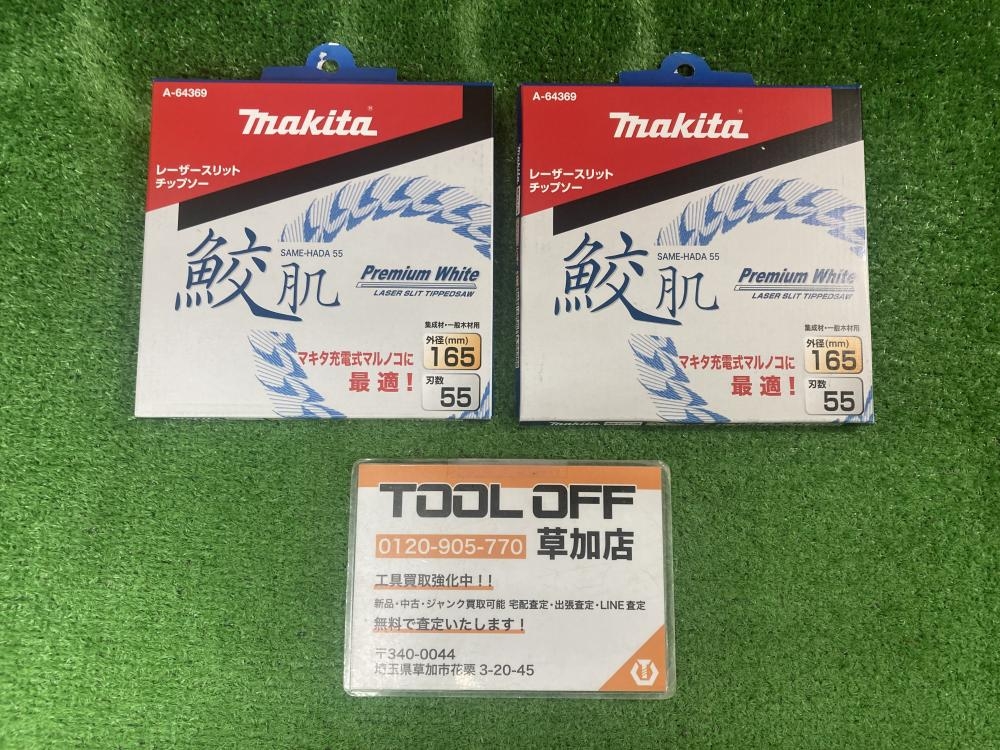 A-64369
makita
レーザースリット
チップソー
鮫肌
SAME-HADA 55
Premium White
LASER SLIT TIPPEDSAW
集成材・一般木材用
外径(mm)
165
マキタ充電式マルノコに
最適!
刃数
55
A-64369
makita
レーザースリット
チップソー
鮫肌
SAME-HADA 55
Premium White
LASER SLIT TIPPEDSAW
集成材・一般木材用
外径(mm)
165
マキタ充電式マルノコに
最適!
刃数
55
makita
makita
TOOL OFF
0120-905-770 草加店
工具買取強化中!!
新品・中古・ジャンク買取可能 宅配査定・出張査定・LINE査定
無料で査定いたします!
〒340-0044
埼玉県草加市花栗 3-20-45